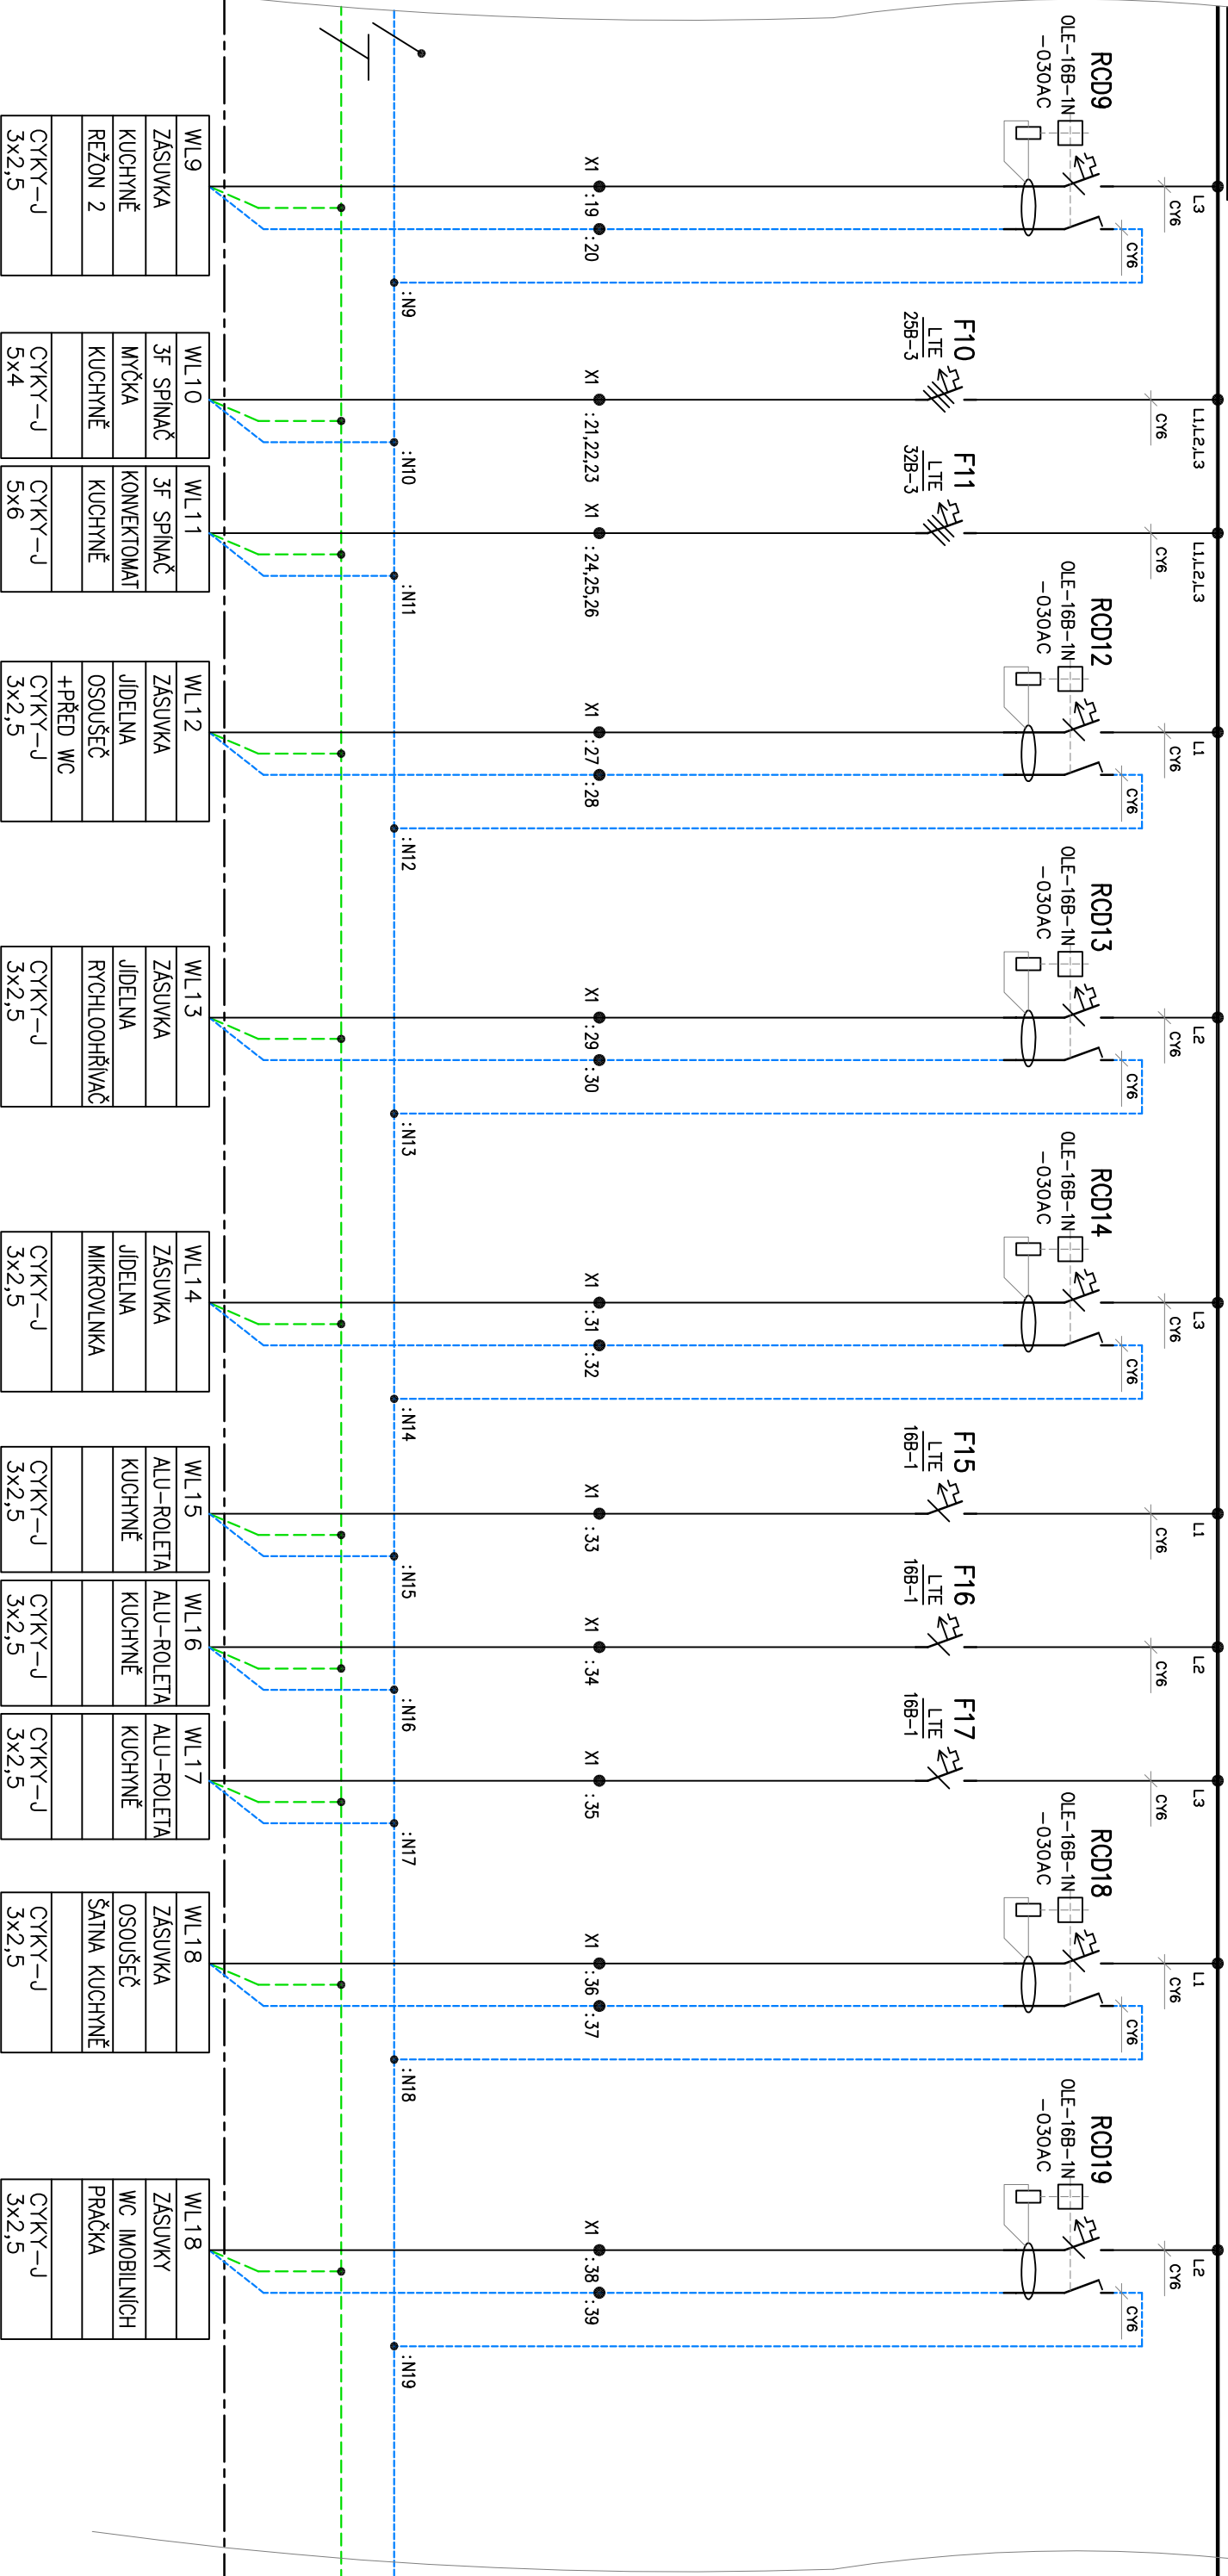 RCD9
OLE-16B-1N
-030AC
L3
CY6
CY6
X1
:19
:20
:N9
WL9
ZÁSUVKA
KUCHYNĚ
REŽON 2
CYKY-J
3x2,5
F10
LTE
25B-3
L1,L2,L3
CY6
X1
:21,22,23
:N10
WL10
3F SPÍNAČ
MYČKA
KUCHYNĚ
CYKY-J
5x4
F11
LTE
32B-3
L1,L2,L3
CY6
X1
:24,25,26
:N11
WL11
3F SPÍNAČ
KONVEKTOMAT
KUCHYNĚ
CYKY-J
5x6
RCD12
OLE-16B-1N
-030AC
L1
CY6
CY6
X1
:27
:28
:N12
WL12
ZÁSUVKA
JÍDELNA
OSOUŠEČ
+PŘED WC
CYKY-J
3x2,5
RCD13
OLE-16B-1N
-030AC
L2
CY6
CY6
X1
:29
:30
:N13
WL13
ZÁSUVKA
JÍDELNA
RYCHLOOHŘÍVAČ
CYKY-J
3x2,5
RCD14
OLE-16B-1N
-030AC
L3
CY6
CY6
X1
:31
:32
:N14
WL14
ZÁSUVKA
JÍDELNA
MIKROVLNKA
CYKY-J
3x2,5
F15
LTE
16B-1
L1
CY6
X1
:33
:N15
WL15
ALU-ROLETA
KUCHYNĚ
CYKY-J
3x2,5
F16
LTE
16B-1
L2
CY6
X1
:34
:N16
WL16
ALU-ROLETA
KUCHYNĚ
CYKY-J
3x2,5
F17
LTE
16B-1
L3
CY6
X1
:35
:N17
WL17
ALU-ROLETA
KUCHYNĚ
CYKY-J
3x2,5
RCD18
OLE-16B-1N
-030AC
L1
CY6
CY6
X1
:36
:37
:N18
WL18
ZÁSUVKA
OSOUŠEČ
ŠATNA KUCHYNĚ
CYKY-J
3x2,5
RCD19
OLE-16B-1N
-030AC
L2
CY6
CY6
X1
:38
:39
:N19
WL18
ZÁSUVKY
WC IMOBILNÍCH
PRAČKA
CYKY-J
3x2,5